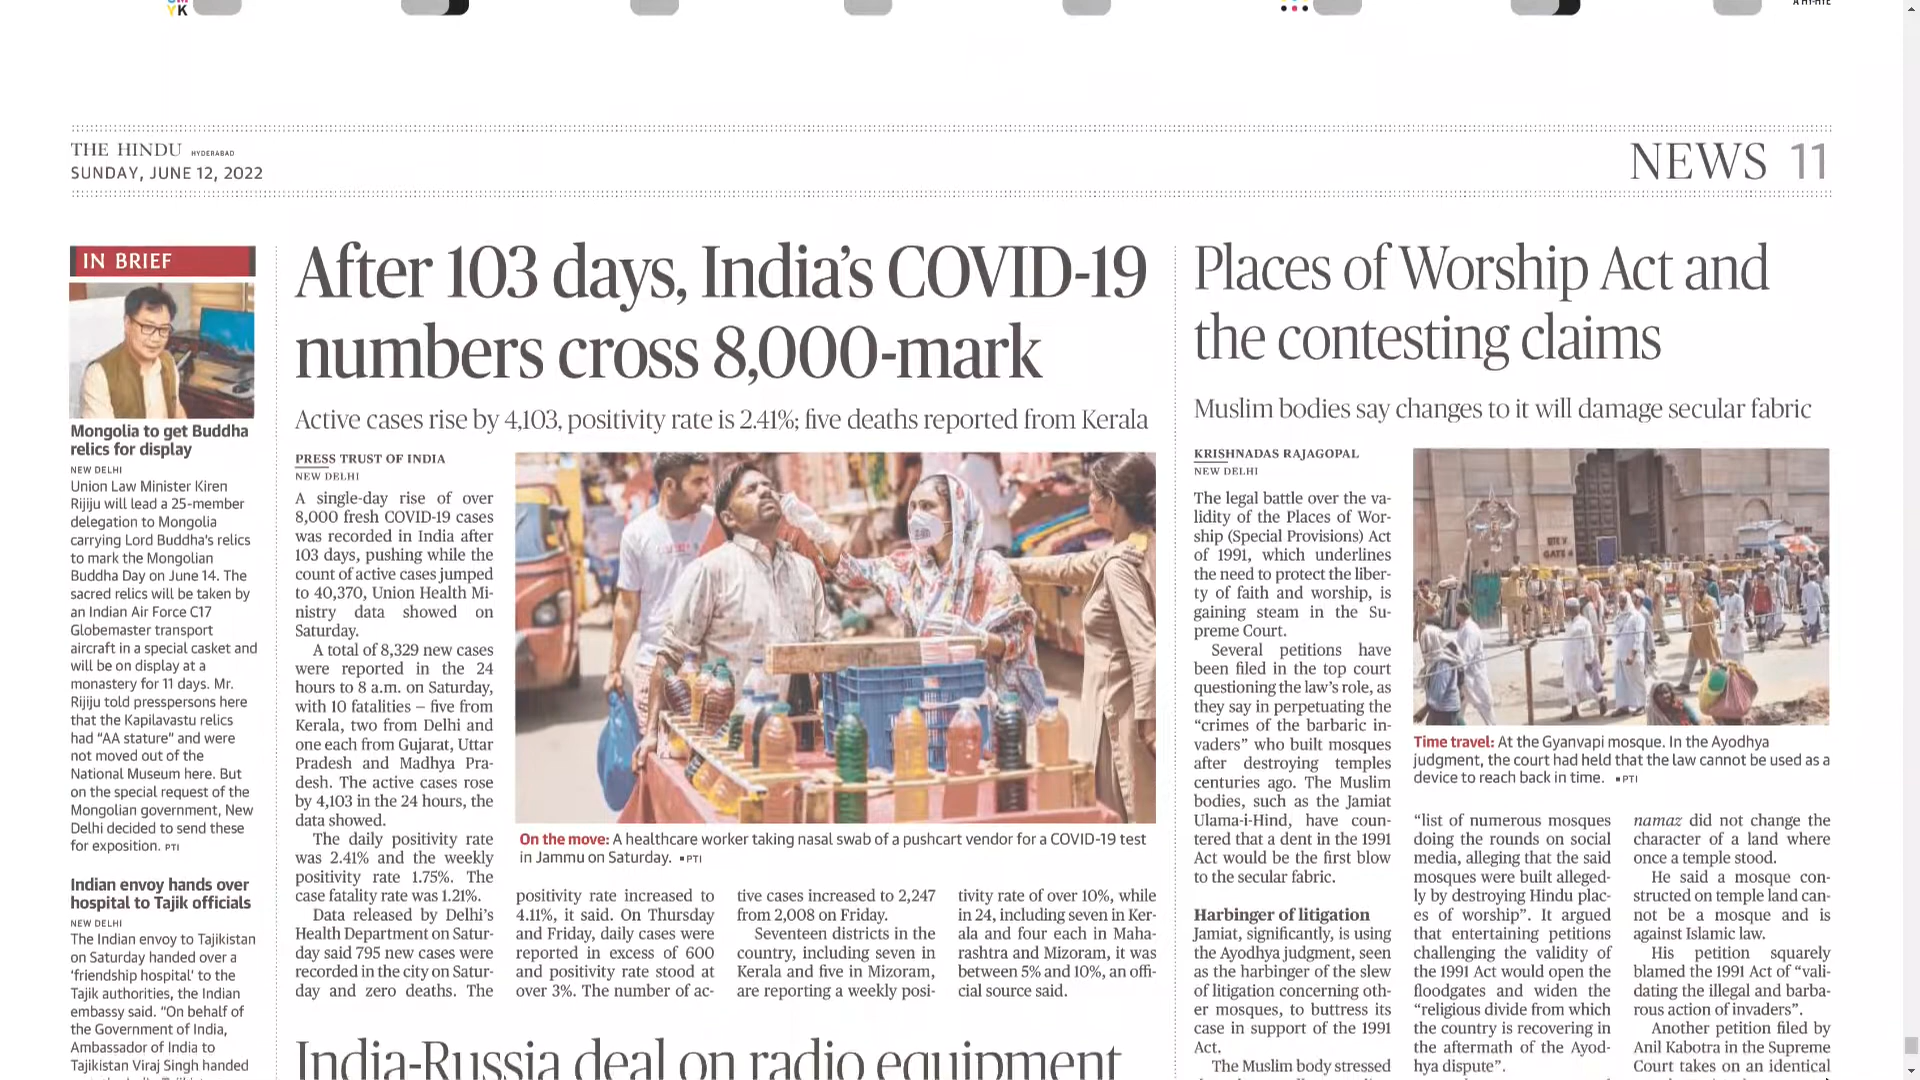 YK
THE HINDU HYDERABAD
SUNDAY, JUNE 12, 2022
NEWS 11
IN BRIEF
Mongolia to get Buddha
relics for display
NEW DELHI
Union Law Minister Kiren
Rijiju will lead a 25-member
delegation to Mongolia
carrying Lord Buddha's relics
to mark the Mongolian
Buddha Day on June 14. The
sacred relics will be taken by
an Indian Air Force C17
Globemaster transport
aircraft in a special casket and
will be on display at a
monastery for 11 days. Mr.
Rijiju told presspersons here
that the Kapilavastu relics
had “AA stature” and were
not moved out of the
National Museum here. But
on the special request of the
Mongolian government, New
Delhi decided to send these
for exposition. PTI
Indian envoy hands over
hospital to Tajik officials
NEW DELHI
The Indian envoy to Tajikistan
on Saturday handed over a
‘friendship hospital’ to the
Tajik authorities, the Indian
embassy said. “On behalf of
the Government of India,
Ambassador of India to
Tajikistan Viraj Singh handed
After 103 days, India’s COVID-19
numbers cross 8,000-mark
Active cases rise by 4,103, positivity rate is 2.41%; five deaths reported from Kerala
PRESS TRUST OF INDIA
NEW DELHI
A single-day rise of over
8,000 fresh COVID-19 cases
was recorded in India after
103 days, pushing while the
count of active cases jumped
to 40,370, Union Health Mi-
nistry data showed on
Saturday.
A total of 8,329 new cases
were reported in the 24
hours to 8 a.m. on Saturday,
with 10 fatalities – five from
Kerala, two from Delhi and
one each from Gujarat, Uttar
Pradesh and Madhya Pra-
desh. The active cases rose
by 4,103 in the 24 hours, the
data showed.
The daily positivity rate
was 2.41% and the weekly
positivity rate 1.75%. The
case fatality rate was 1.21%.
Data released by Delhi’s
Health Department on Satur-
day said 795 new cases were
recorded in the city on Satur-
day and zero deaths. The
On the move: A healthcare worker taking nasal swab of a pushcart vendor for a COVID-19 test
in Jammu on Saturday. ▪PTI
positivity rate increased to
4.11%, it said. On Thursday
and Friday, daily cases were
reported in excess of 600
and positivity rate stood at
over 3%. The number of ac-
tive cases increased to 2,247
from 2,008 on Friday.
Seventeen districts in the
country, including seven in
Kerala and five in Mizoram,
are reporting a weekly posi-
tivity rate of over 10%, while
in 24, including seven in Ker-
ala and four each in Maha-
rashtra and Mizoram, it was
between 5% and 10%, an offi-
cial source said.
India-Russia deal on radio equipment
Places of Worship Act and
the contesting claims
Muslim bodies say changes to it will damage secular fabric
KRISHNADAS RAJAGOPAL
NEW DELHI
The legal battle over the va-
lidity of the Places of Wor-
ship (Special Provisions) Act
of 1991, which underlines
the need to protect the liber-
ty of faith and worship, is
gaining steam in the Su-
preme Court.
Several petitions have
been filed in the top court
questioning the law’s role, as
they say in perpetuating the
“crimes of the barbaric in-
vaders” who built mosques
after destroying temples
centuries ago. The Muslim
bodies, such as the Jamiat
Ulama-i-Hind, have coun-
tered that a dent in the 1991
Act would be the first blow
to the secular fabric.
Harbinger of litigation
Jamiat, significantly, is using
the Ayodhya judgment, seen
as the harbinger of the slew
of litigation concerning oth-
er mosques, to buttress its
case in support of the 1991
Act.
The Muslim body stressed
GATE
Time travel: At the Gyanvapi mosque. In the Ayodhya
judgment, the court had held that the law cannot be used as a
device to reach back in time. ▪PTI
“list of numerous mosques
doing the rounds on social
media, alleging that the said
mosques were built alleged-
ly by destroying Hindu plac-
es of worship”. It argued
that entertaining petitions
challenging the validity of
the 1991 Act would open the
floodgates and widen the
“religious divide from which
the country is recovering in
the aftermath of the Ayod-
hya dispute”.
namaz did not change the
character of a land where
once a temple stood.
He said a mosque con-
structed on temple land can-
not be a mosque and is
against Islamic law.
His petition squarely
blamed the 1991 Act of “vali-
dating the illegal and barba-
rous action of invaders”.
Another petition filed by
Anil Kabotra in the Supreme
Court takes on an identical